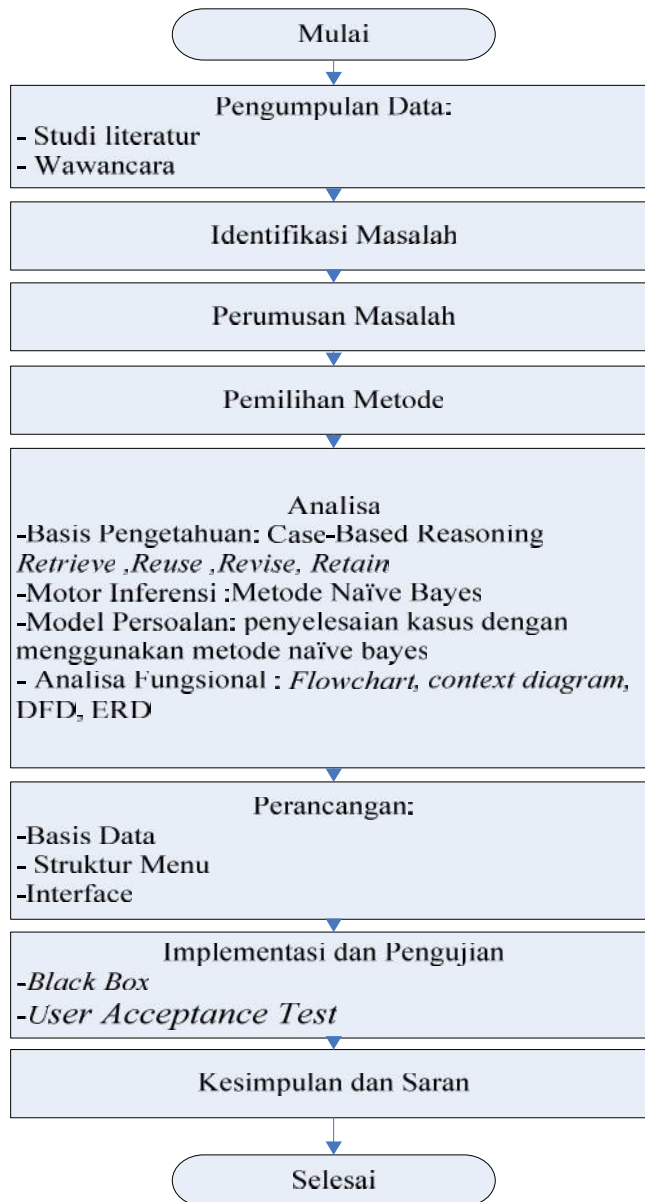 Mulai
Pengumpulan Data:
- Studi literatur
- Wawancara
Identifikasi Masalah
Perumusan Masalah
Pemilihan Metode
Analisa
-Basis Pengetahuan: Case-Based Reasoning
Retrieve ,Reuse ,Revise, Retain
-Motor Inferensi :Metode Naïve Bayes
-Model Persoalan: penyelesaian kasus dengan
menggunakan metode naïve bayes
- Analisa Fungsional : Flowchart, context diagram,
DFD, ERD
Perancangan:
-Basis Data
- Struktur Menu
-Interface
Implementasi dan Pengujian
-Black Box
-User Acceptance Test
Kesimpulan dan Saran
Selesai